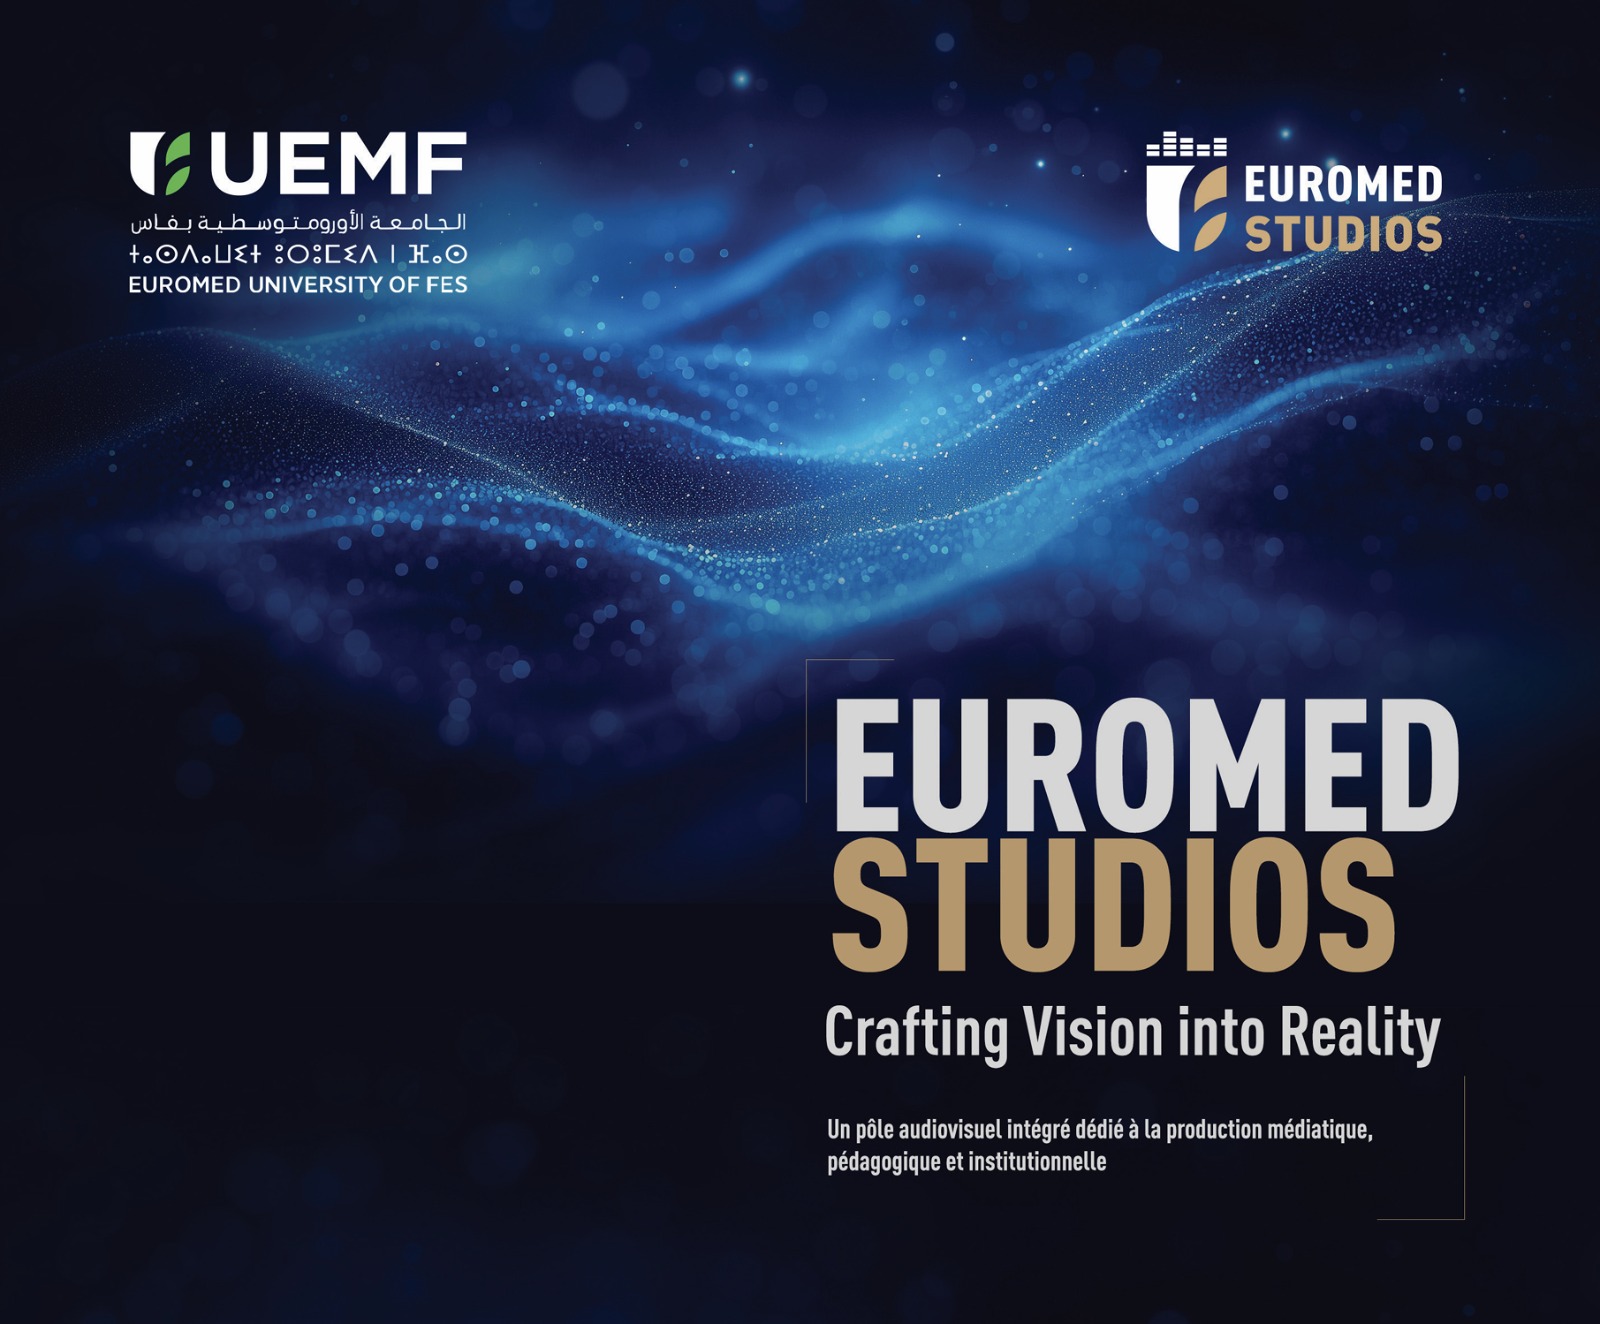 UEMF
الجامعة الأورومتوسطية بفاس
ⵜⴰⵙⴷⴰⵡⵉⵜ ⵓⵔⵓⵎⵉⴷ ⵏ ⴼⴰⵙ
EUROMED UNIVERSITY OF FES
EUROMED
STUDIOS
EUROMED
STUDIOS
Crafting Vision into Reality
Un pôle audiovisuel intégré dédié à la production médiatique,
pédagogique et institutionnelle